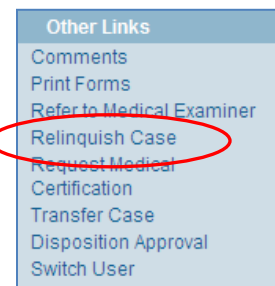 Other Links
Comments
Print Forms
Refer to Medical Examiner
Relinquish Case
Request Medical
Certification
Transfer Case
Disposition Approval
Switch User